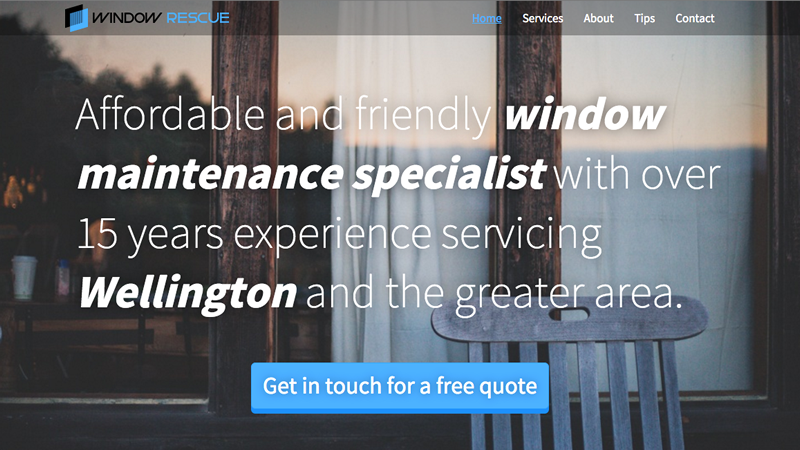 WINDOW RESCUE
Home Services About Tips Contact
Affordable and friendly window
maintenance specialist with over
15 years experience servicing
Wellington and the greater area.
Get in touch for a free quote